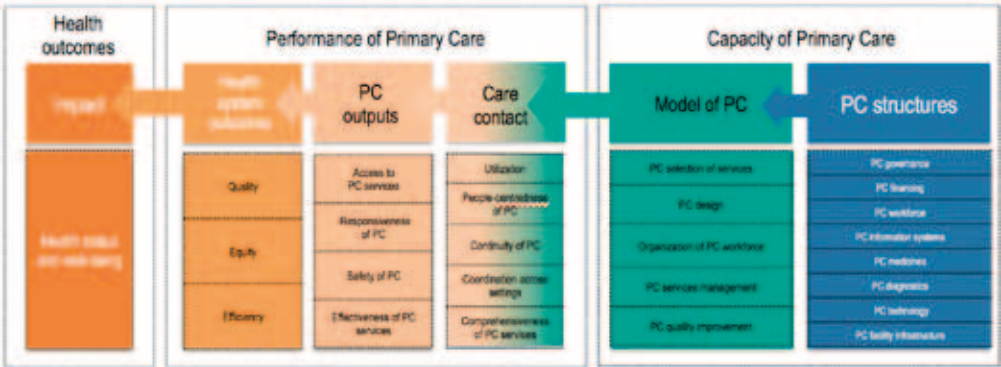 Health
outcomes
Performance of Primary Care
Capacity of Primary Care
Impact
Health
system
outcomes
PC
outputs
Care
contact
Model of PC
PC structures
Health status
and well-being
Quality
Equity
Efficiency
Access to
PC services
Responsiveness
of PC
Safety of PC
Effectiveness of PC
services
Utilization
People-centredness
of PC
Continuity of PC
Coordination across
settings
Comprehensiveness
of PC services
PC selection of services
PC design
Organization of PC workforce
PC services management
PC quality improvement
PC governance
PC financing
PC workforce
PC information systems
PC medicines
PC diagnostics
PC technology
PC facility infrastructure